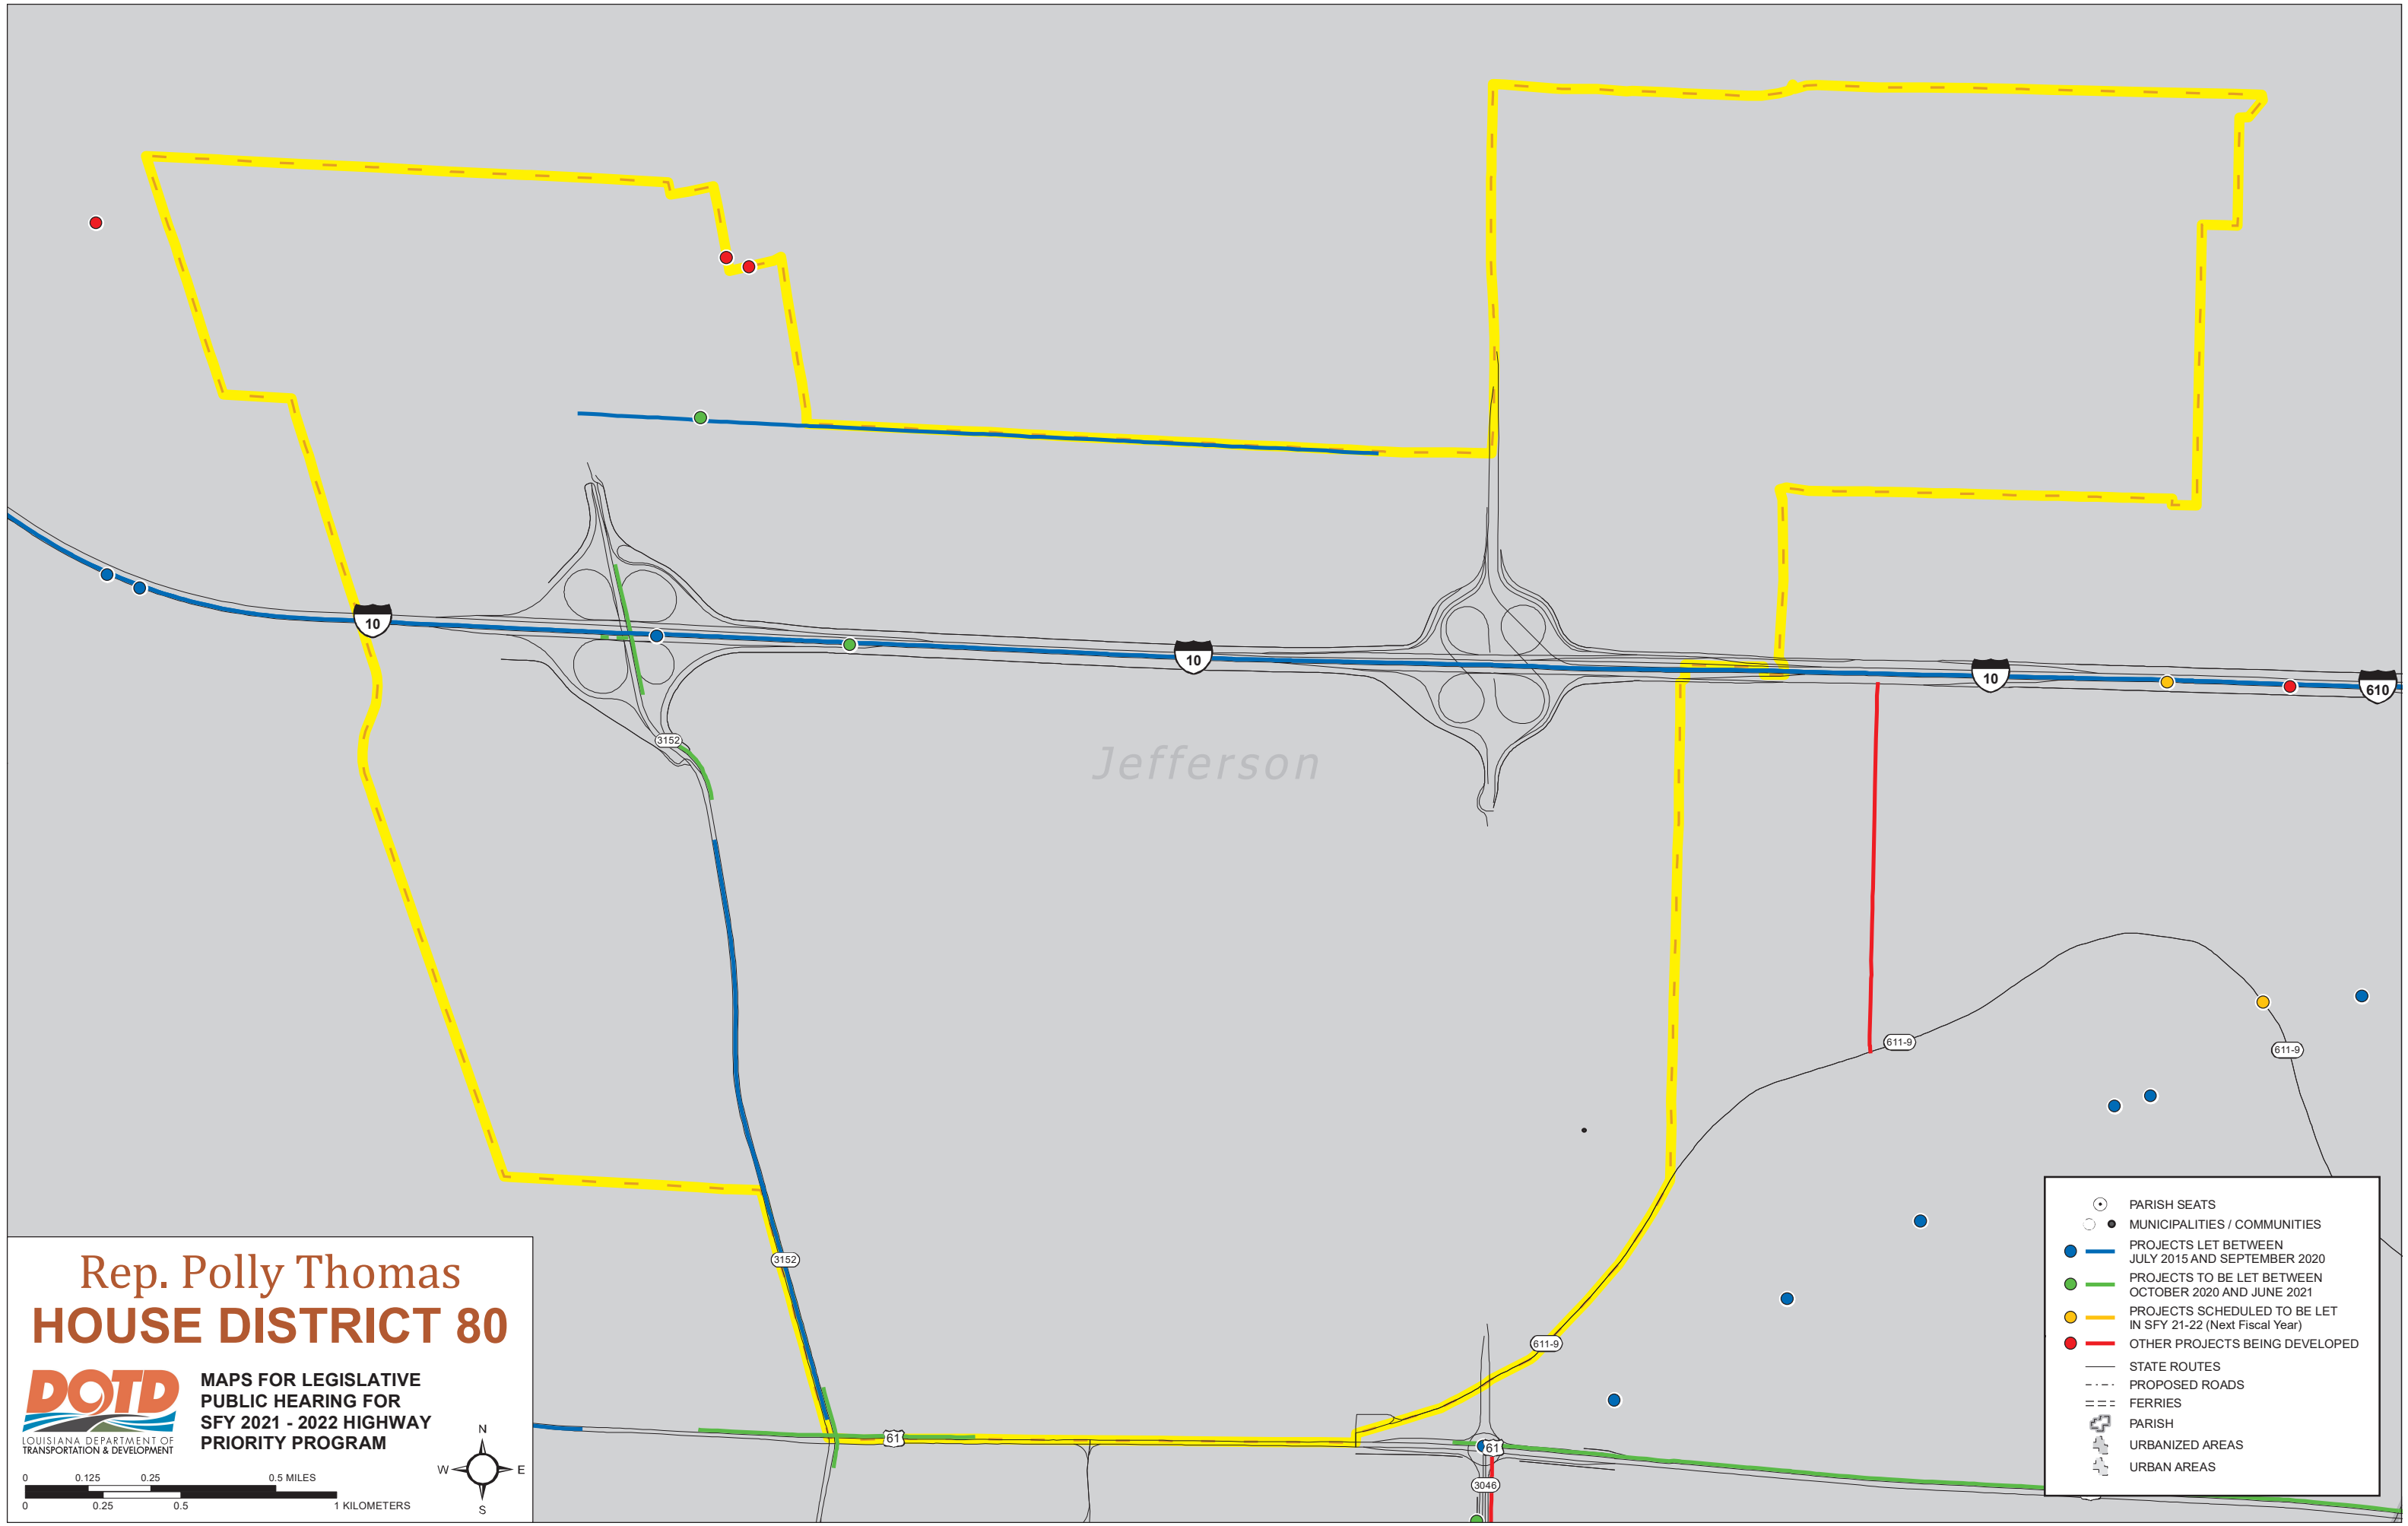 10
10
10
610
3152
Jefferson
611-9
611-9
3152
611-9
61
61
3046
Rep. Polly Thomas
HOUSE DISTRICT 80
DOTD
LOUISIANA DEPARTMENT OF
TRANSPORTATION & DEVELOPMENT
MAPS FOR LEGISLATIVE
PUBLIC HEARING FOR
SFY 2021 - 2022 HIGHWAY
PRIORITY PROGRAM
0 0.125 0.25 0.5 MILES
0 0.25 0.5 1 KILOMETERS
N
W E
S
PARISH SEATS
MUNICIPALITIES / COMMUNITIES
PROJECTS LET BETWEEN
JULY 2015 AND SEPTEMBER 2020
PROJECTS TO BE LET BETWEEN
OCTOBER 2020 AND JUNE 2021
PROJECTS SCHEDULED TO BE LET
IN SFY 21-22 (Next Fiscal Year)
OTHER PROJECTS BEING DEVELOPED
STATE ROUTES
PROPOSED ROADS
FERRIES
PARISH
URBANIZED AREAS
URBAN AREAS